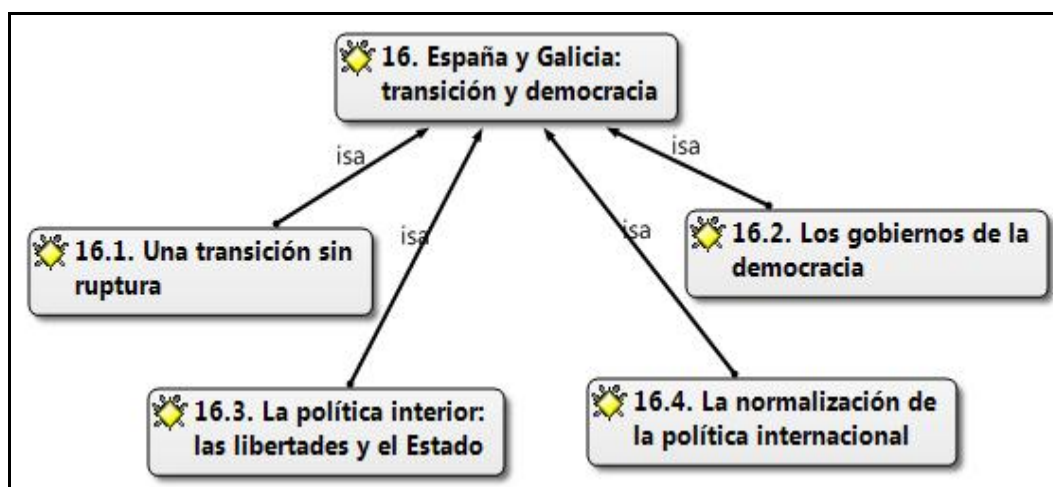 16. España y Galicia:
transición y democracia
isa
isa
isa
isa
16.1. Una transición sin
ruptura
16.2. Los gobiernos de la
democracia
16.3. La política interior:
las libertades y el Estado
16.4. La normalización de
la política internacional